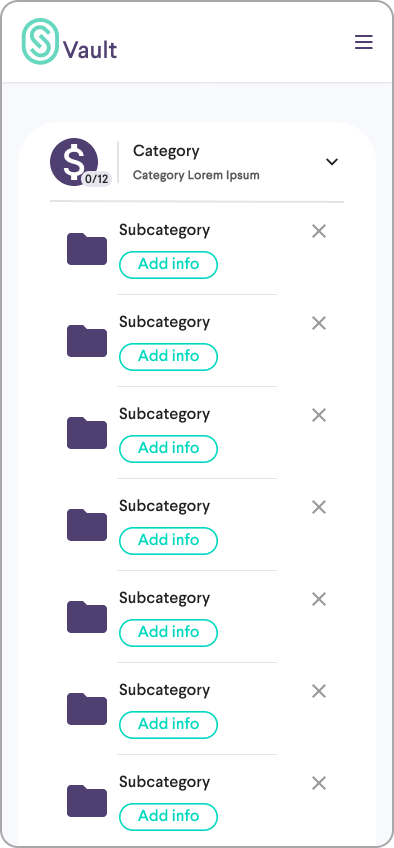 Vault
Category
Category Lorem Ipsum
0/12
Subcategory
Add info
Subcategory
Add info
Subcategory
Add info
Subcategory
Add info
Subcategory
Add info
Subcategory
Add info
Subcategory
Add info